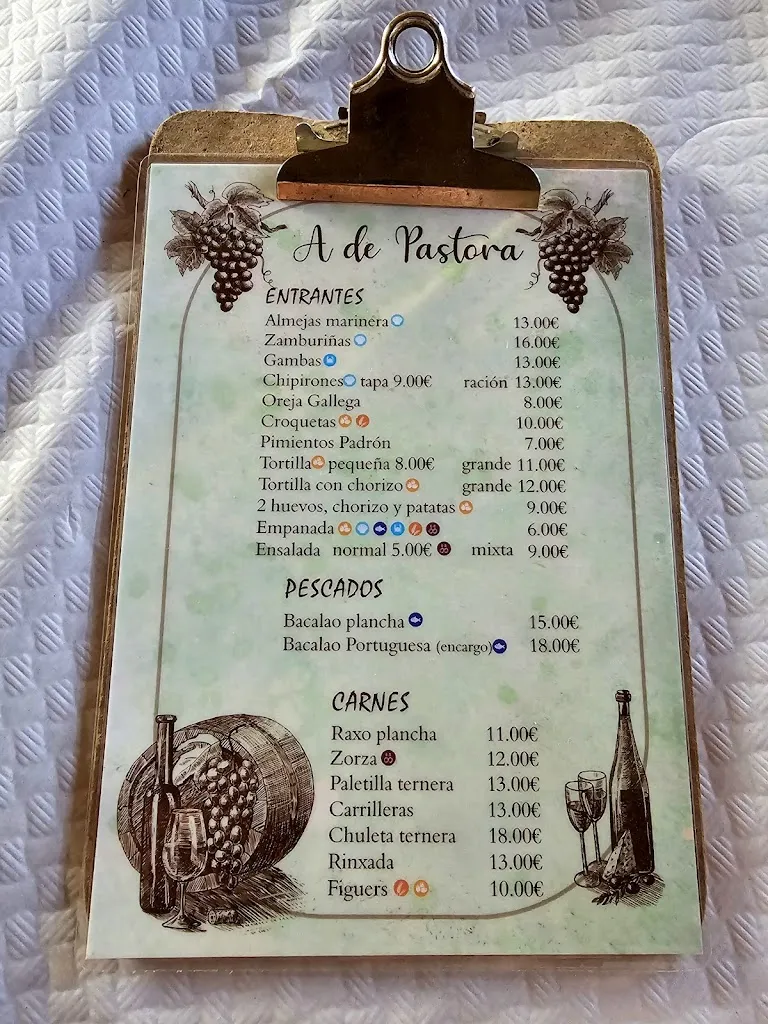 A de Pastora
ENTRANTES
Almejas marinera 13.00€
Zamburiñas 16.00€
Gambas 13.00€
Chipirones tapa 9.00€ ración 13.00€
Oreja Gallega 8.00€
Croquetas 10.00€
Pimientos Padrón 7.00€
Tortilla pequeña 8.00€ grande 11.00€
Tortilla con chorizo grande 12.00€
2 huevos, chorizo y patatas 9.00€
Empanada 6.00€
Ensalada normal 5.00€ mixta 9.00€
PESCADOS
Bacalao plancha 15.00€
Bacalao Portuguesa (encargo) 18.00€
CARNES
Raxo plancha 11.00€
Zorza 12.00€
Paletilla ternera 13.00€
Carrilleras 13.00€
Chuleta ternera 18.00€
Rinxada 13.00€
Figuers 10.00€